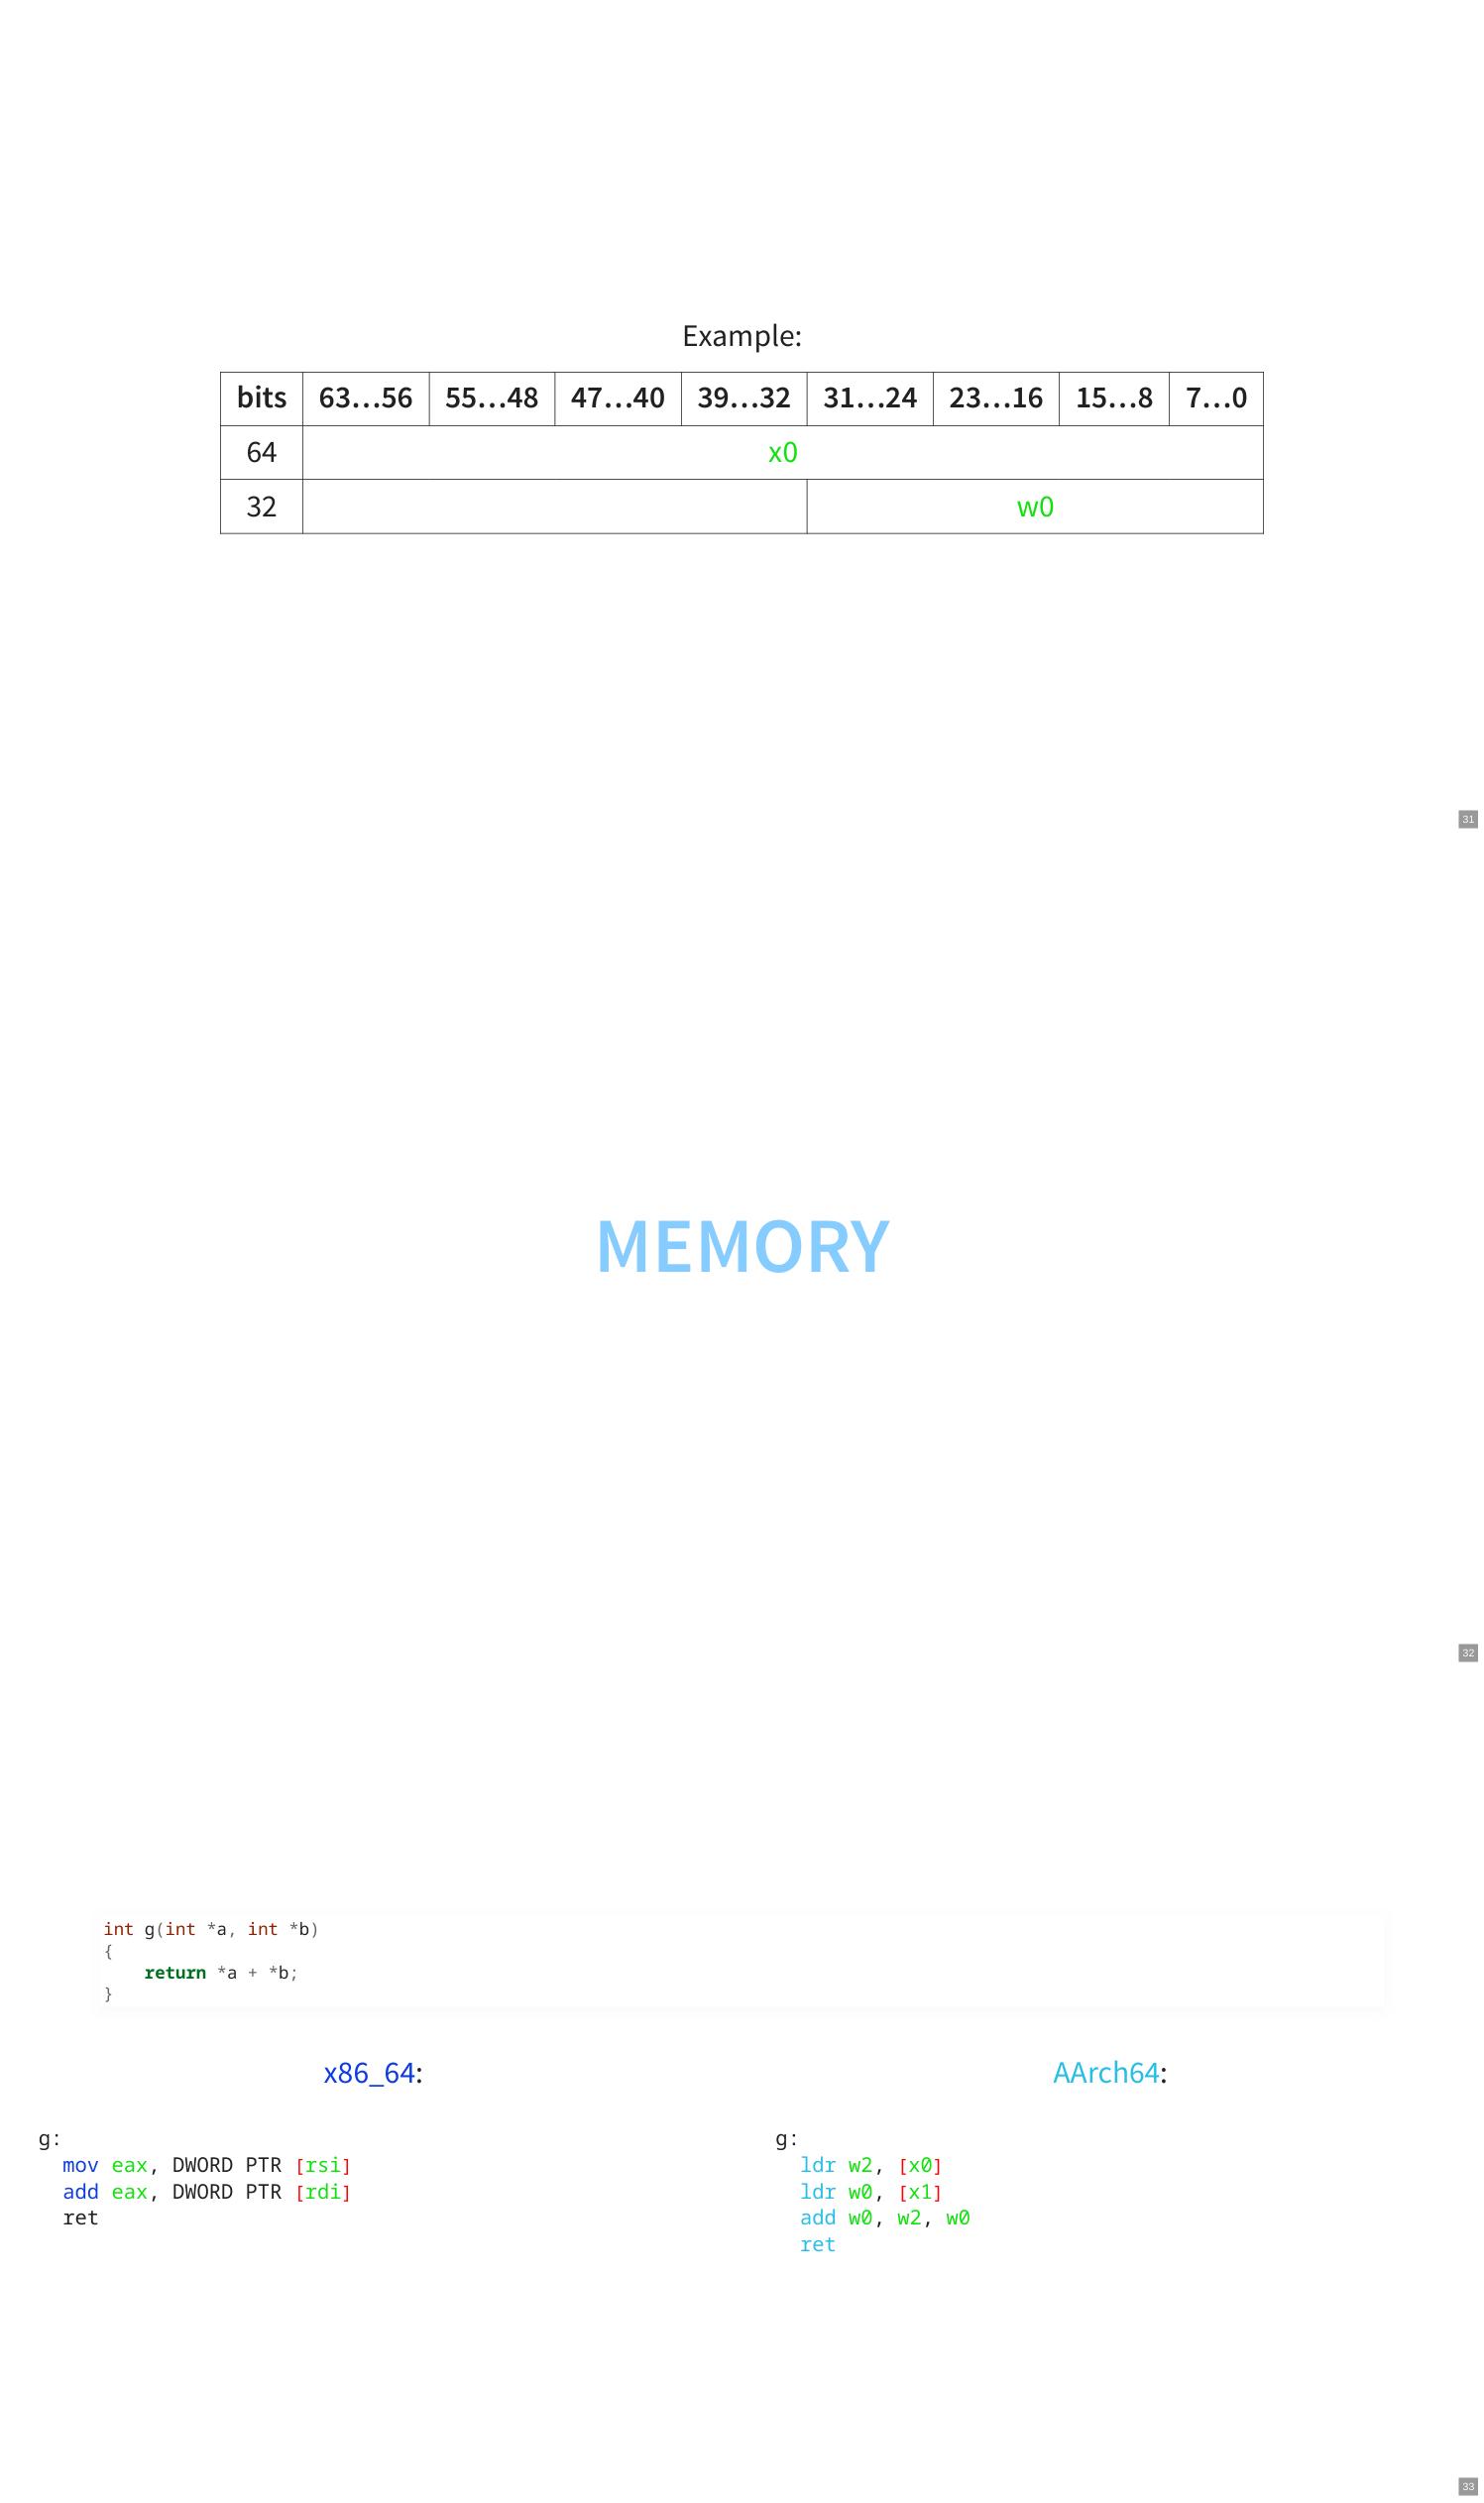 Example:
bits 63...56 55...48 47...40 39...32 31...24 23...16 15...8 7...0
64 x0
32 w0
31
MEMORY
32
int g(int *a, int *b)
{
    return *a + *b;
}
x86_64:
g:
  mov eax, DWORD PTR [rsi]
  add eax, DWORD PTR [rdi]
  ret
AArch64:
g:
  ldr w2, [x0]
  ldr w0, [x1]
  add w0, w2, w0
  ret
33